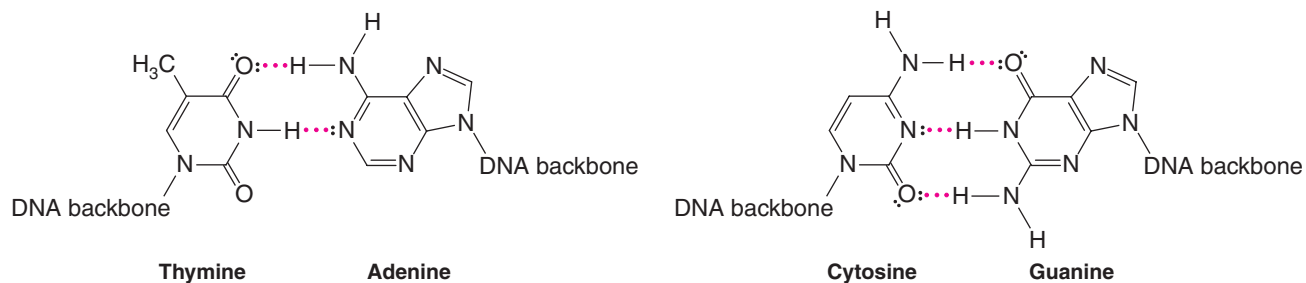 H H
H₃C O H N N N H O N
N H N N N H N N
N O N DNA backbone N O H N N DNA backbone
DNA backbone DNA backbone H
Thymine Adenine Cytosine Guanine